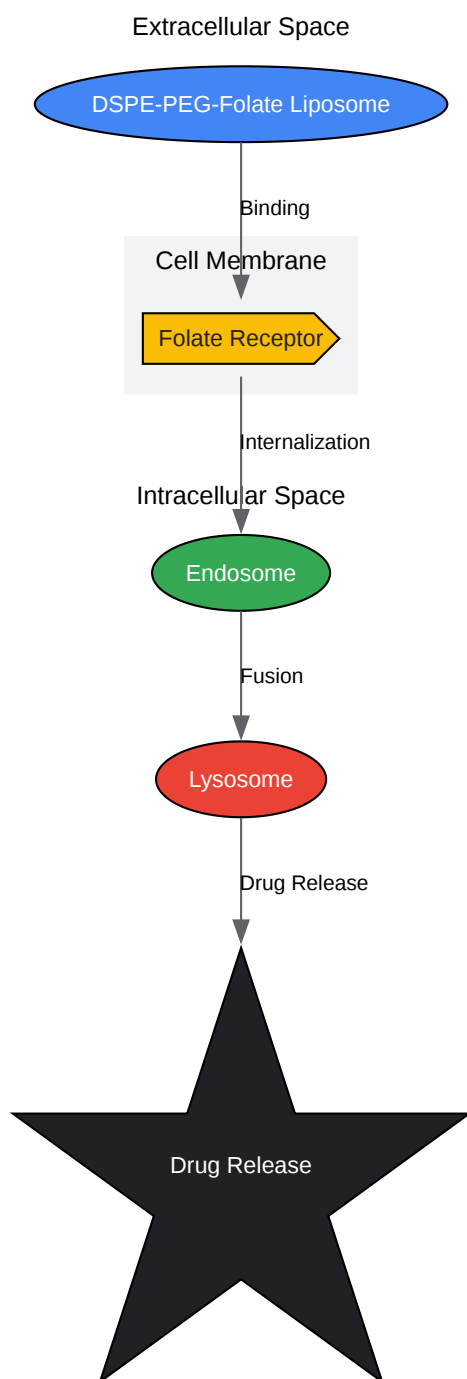 Extracellular Space
DSPE-PEG-Folate Liposome
Binding
Cell Membrane
Folate Receptor
Internalization
Intracellular Space
Endosome
Fusion
Lysosome
Drug Release
Drug Release